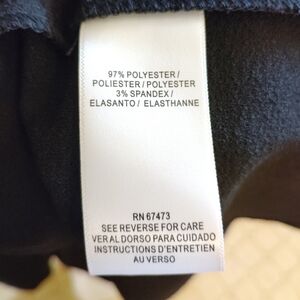 97% POLYESTER /
POLIESTER / POLYESTER
3% SPANDEX /
ELASANTO / ELASTHANNE
RN 67473
SEE REVERSE FOR CARE
VER AL DORSO PARA CUIDADO
INSTRUCTIONS D'ENTRETIEN
AU VERSO